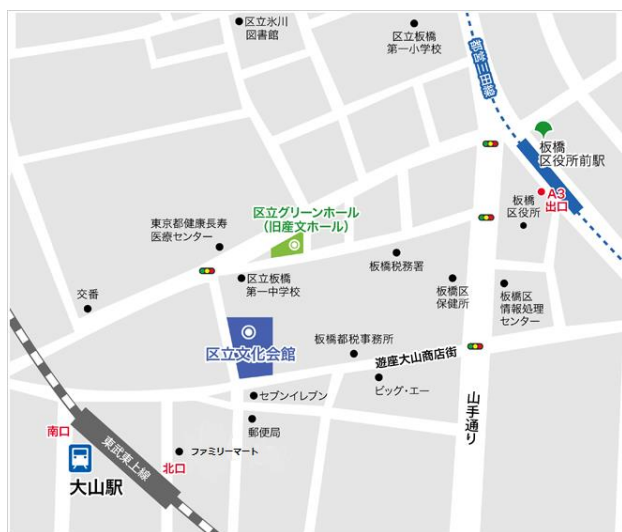 区立氷川
図書館
区立板橋
第一小学校
都営三田線
板橋
区役所前駅
A3
出口
板橋
区役所
区立グリーンホール
(旧産文ホール)
東京都健康長寿
医療センター
板橋税務署
区立板橋
第一中学校
板橋区
保健所
板橋区
情報処理
センター
交番
区立文化会館
板橋都税事務所
遊座大山商店街
ビッグ・エー
セブンイレブン
山手通り
郵便局
南口
東武東上線
北口
ファミリーマート
大山駅